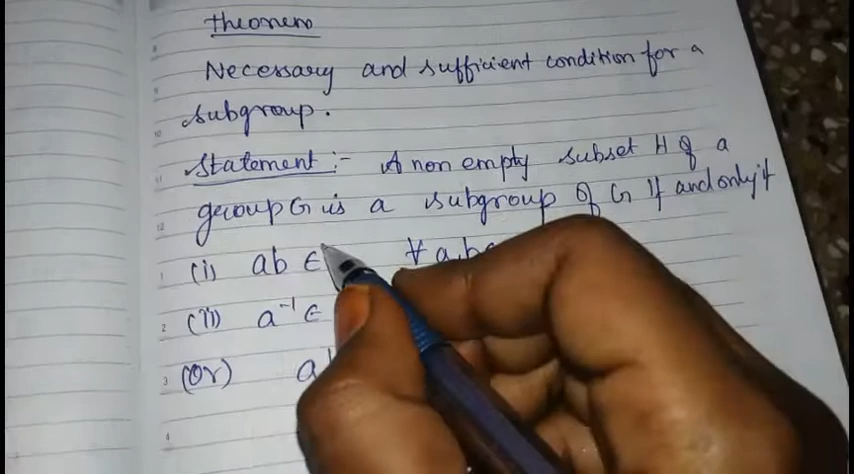 Theorem
Necessary and sufficient condition for a
subgroup.
Statement :- A non empty subset H of a
group G is a subgroup of G if and only if
(i) ab ∈ ∀ a,b
(ii) a⁻¹ ∈
(or) a